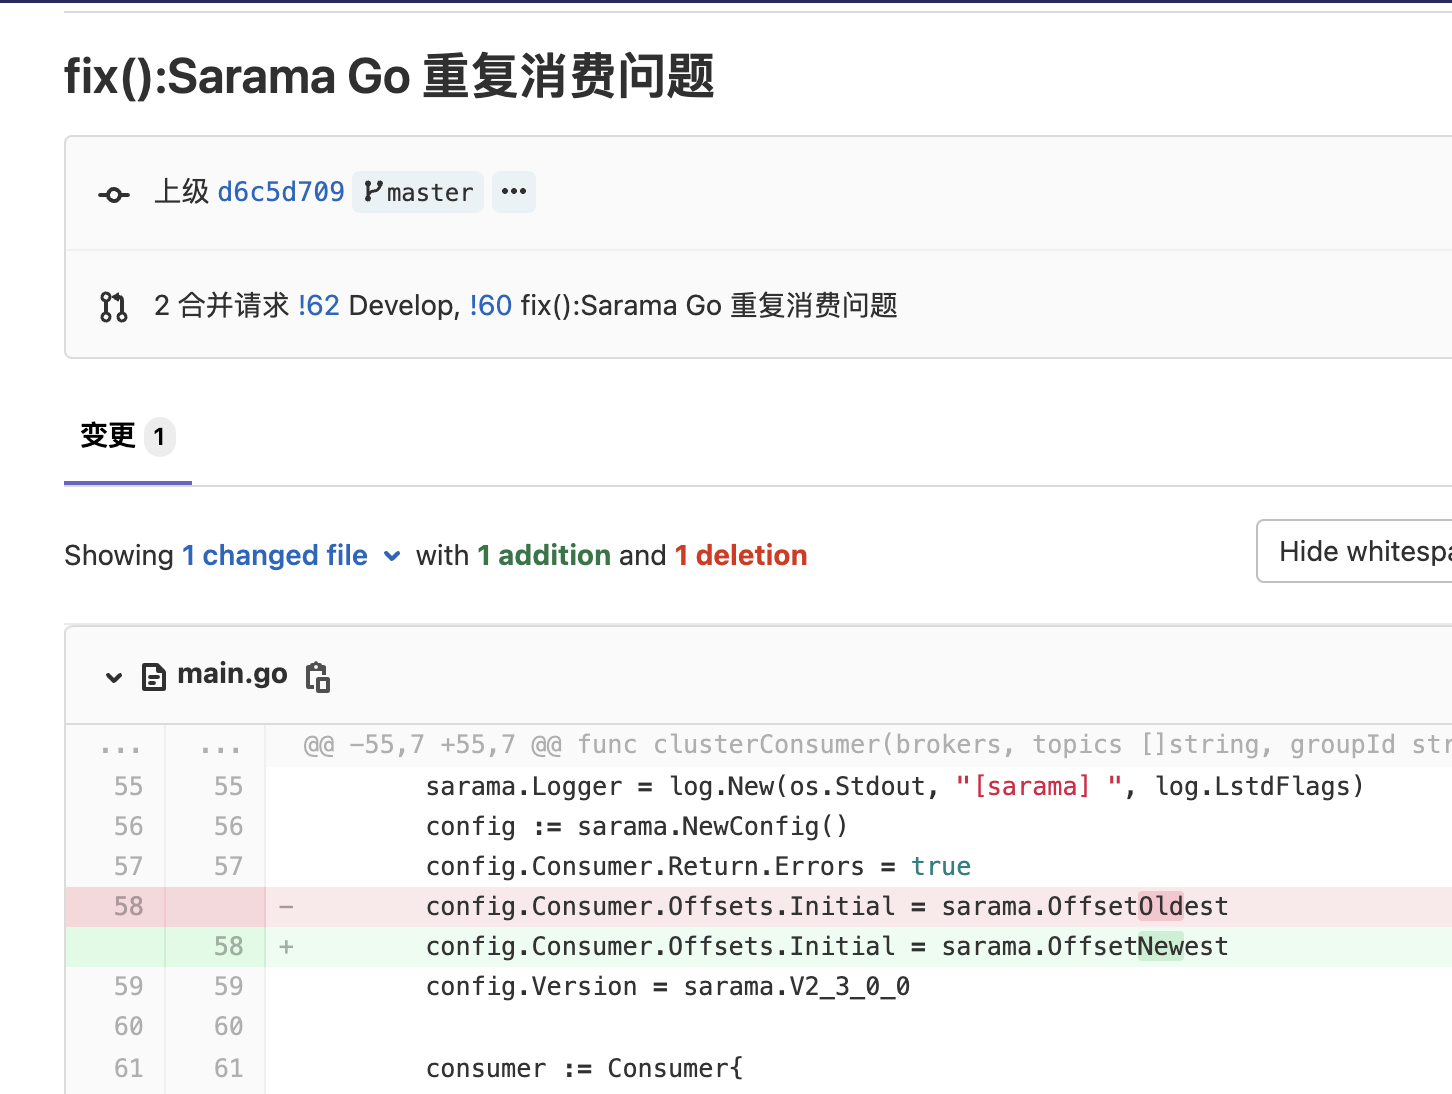 fix():Sarama Go 重复消费问题
上级 d6c5d709 master •••
2 合并请求 !62 Develop, !60 fix():Sarama Go 重复消费问题
变更 1
Showing 1 changed file with 1 addition and 1 deletion
Hide whitespa
main.go
... ... @@ -55,7 +55,7 @@ func clusterConsumer(brokers, topics []string, groupId str
55 55 sarama.Logger = log.New(os.Stdout, "[sarama] ", log.LstdFlags)
56 56 config := sarama.NewConfig()
57 57 config.Consumer.Return.Errors = true
58 - config.Consumer.Offsets.Initial = sarama.OffsetOldest
58 + config.Consumer.Offsets.Initial = sarama.OffsetNewest
59 59 config.Version = sarama.V2_3_0_0
60 60
61 61 consumer := Consumer{